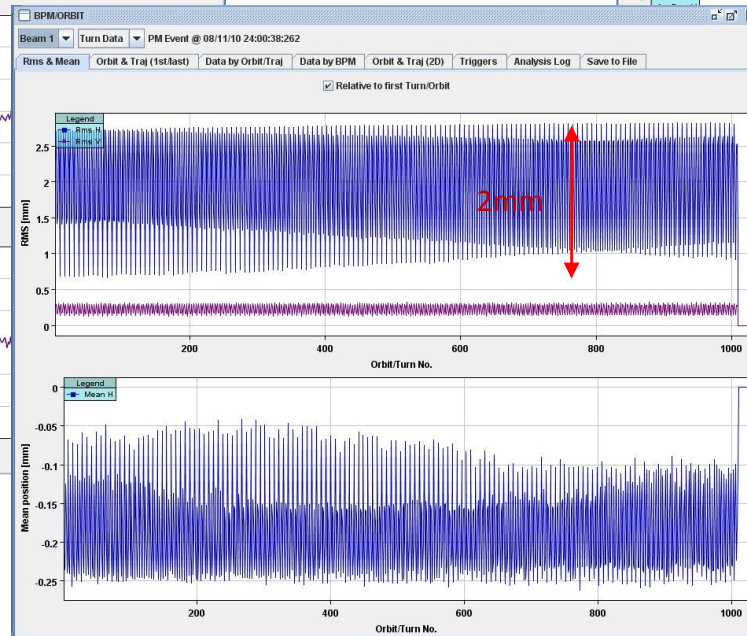 BPM/ORBIT
Beam 1 Turn Data PM Event @ 08/11/10 24:00:38:262
Rms & Mean Orbit & Traj (1st/last) Data by Orbit/Traj Data by BPM Orbit & Traj (2D) Triggers Analysis Log Save to File
Relative to first Turn/Orbit
Legend
Rms H
Rms V
RMS [mm]
2.5
2
1.5
1
0.5
0
2mm
200 400 600 800 1000
Orbit/Turn No.
Legend
Mean H
Mean position [mm]
0
-0.05
-0.1
-0.15
-0.2
-0.25
200 400 600 800 1000
Orbit/Turn No.